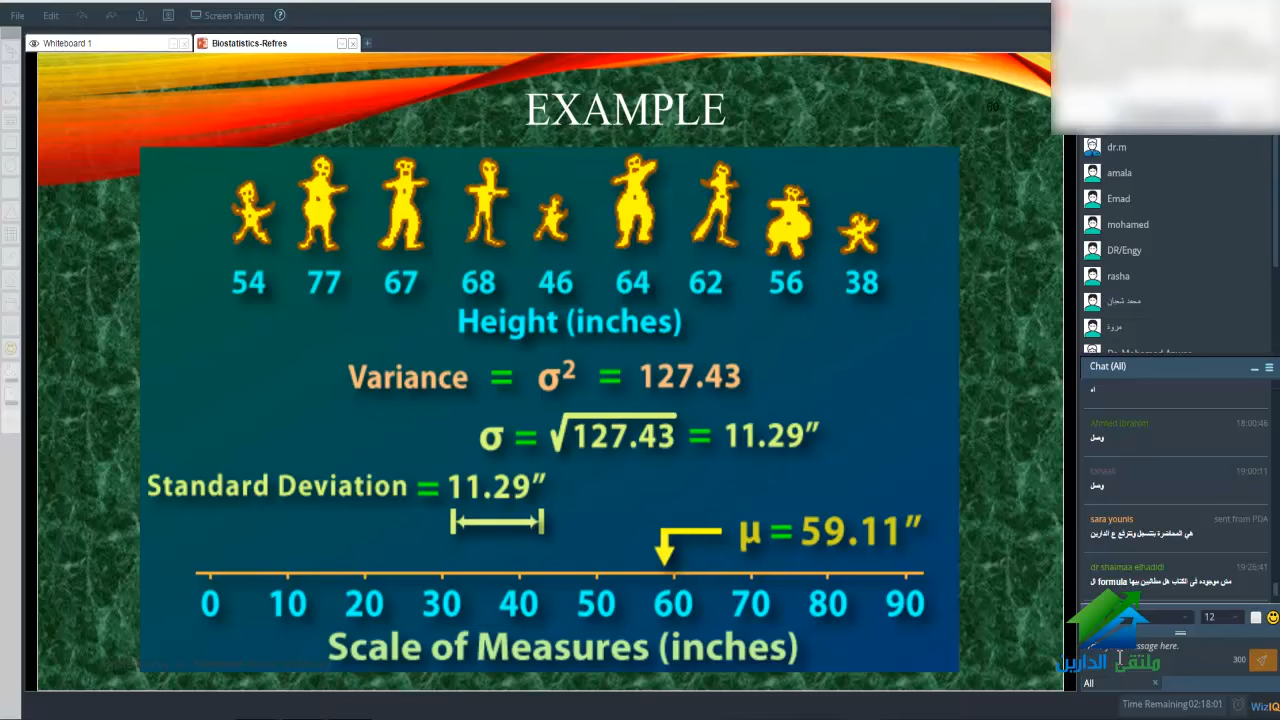 File Edit Screen sharing ?
Whiteboard 1
Biostatistics-Refres
EXAMPLE
54 77 67 68 46 64 62 56 38
Height (inches)
Variance = σ² = 127.43
σ = √127.43 = 11.29”
Standard Deviation = 11.29”
μ = 59.11”
0 10 20 30 40 50 60 70 80 90
Scale of Measures (inches)
dr.m
amala
Emad
mohamed
DR/Engy
rasha
محمد شعبان
مروة
Chat (All)
اه
Ahmed Ibrahim 18:00:46
وصل
19:00:11
وصل
sara younis sent from PDA
هي المحاضرة بتتسجل وتترفع ع الدارين
dr shaimaa elhadidi 19:26:41
مش موجوده في الكتاب هل مطالبين بيها formula ال
12
message here.
300
ملتقى الدارين
All
Time Remaining02:18:01
WizIQ